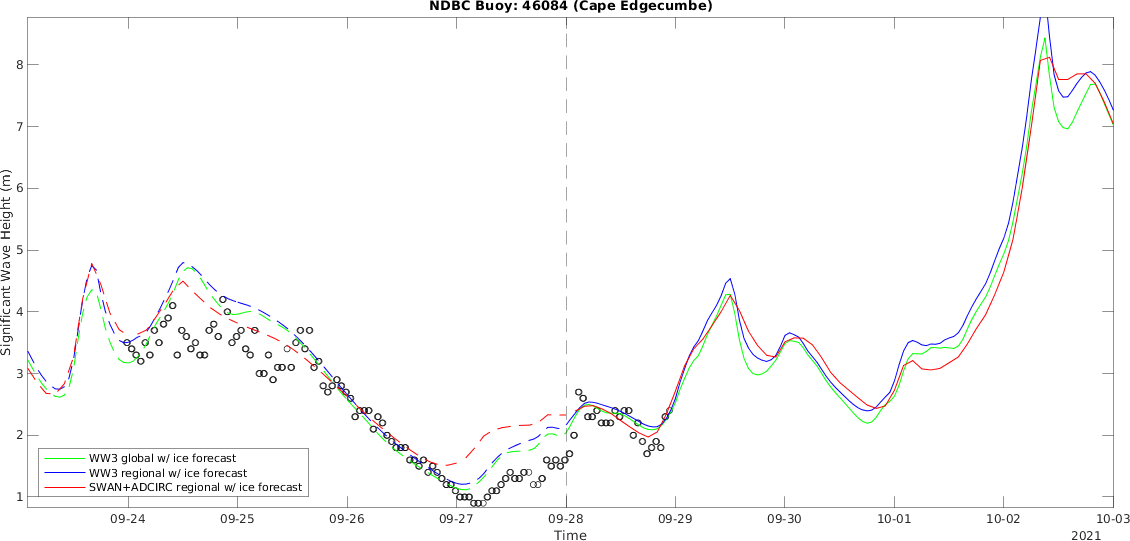 NDBC Buoy: 46084 (Cape Edgecumbe)
Significant Wave Height (m)
8
7
6
5
4
3
2
1
WW3 global w/ ice forecast
WW3 regional w/ ice forecast
SWAN+ADCIRC regional w/ ice forecast
09-24 09-25 09-26 09-27 09-28 09-29 09-30 10-01 10-02 10-03
Time
2021